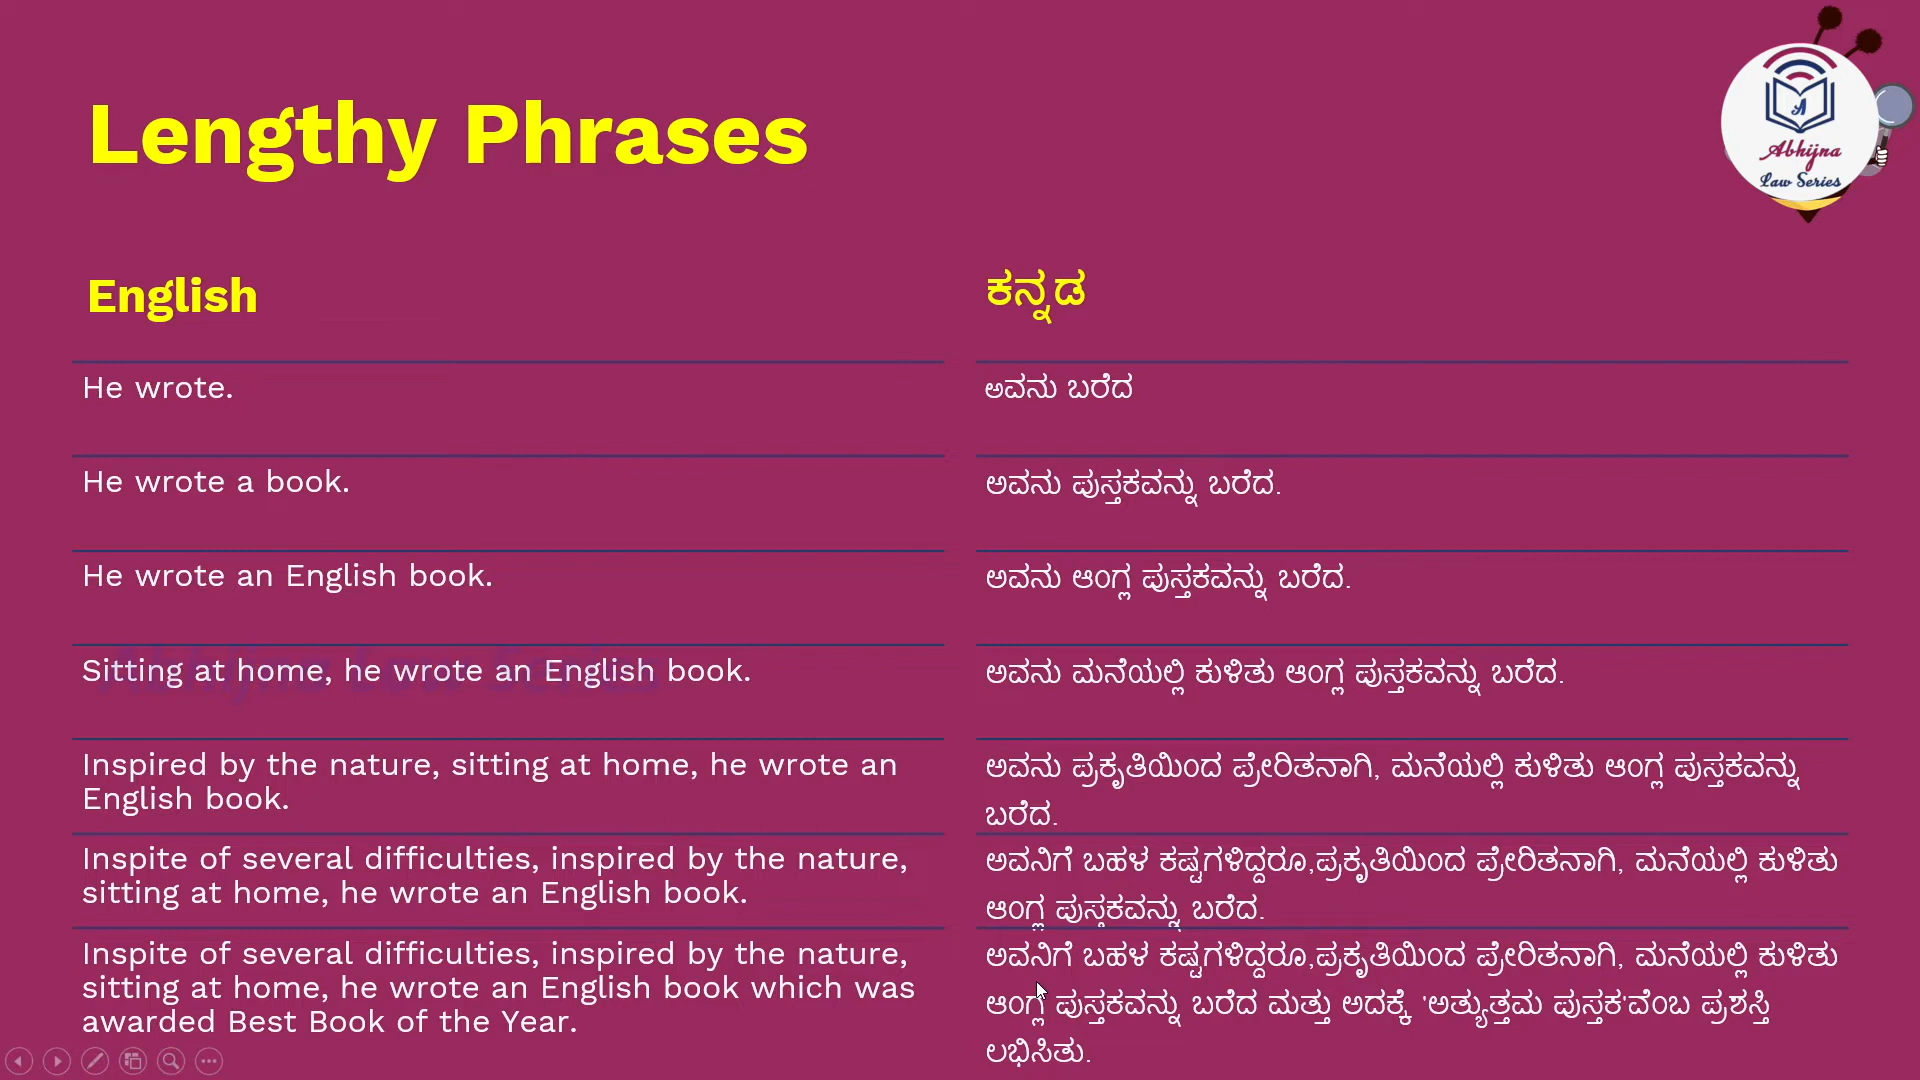 Lengthy Phrases
A
Abhijna
Law Series
English
ಕನ್ನಡ
He wrote.
ಅವನು ಬರೆದ
He wrote a book.
ಅವನು ಪುಸ್ತಕವನ್ನು ಬರೆದ.
He wrote an English book.
ಅವನು ಆಂಗ್ಲ ಪುಸ್ತಕವನ್ನು ಬರೆದ.
Sitting at home, he wrote an English book.
ಅವನು ಮನೆಯಲ್ಲಿ ಕುಳಿತು ಆಂಗ್ಲ ಪುಸ್ತಕವನ್ನು ಬರೆದ.
Inspired by the nature, sitting at home, he wrote an
English book.
ಅವನು ಪ್ರಕೃತಿಯಿಂದ ಪ್ರೇರಿತನಾಗಿ, ಮನೆಯಲ್ಲಿ ಕುಳಿತು ಆಂಗ್ಲ ಪುಸ್ತಕವನ್ನು
ಬರೆದ.
Inspite of several difficulties, inspired by the nature,
sitting at home, he wrote an English book.
ಅವನಿಗೆ ಬಹಳ ಕಷ್ಟಗಳಿದ್ದರೂ,ಪ್ರಕೃತಿಯಿಂದ ಪ್ರೇರಿತನಾಗಿ, ಮನೆಯಲ್ಲಿ ಕುಳಿತು
ಆಂಗ್ಲ ಪುಸ್ತಕವನ್ನು ಬರೆದ.
Inspite of several difficulties, inspired by the nature,
sitting at home, he wrote an English book which was
awarded Best Book of the Year.
ಅವನಿಗೆ ಬಹಳ ಕಷ್ಟಗಳಿದ್ದರೂ,ಪ್ರಕೃತಿಯಿಂದ ಪ್ರೇರಿತನಾಗಿ, ಮನೆಯಲ್ಲಿ ಕುಳಿತು
ಆಂಗ್ಲ ಪುಸ್ತಕವನ್ನು ಬರೆದ ಮತ್ತು ಅದಕ್ಕೆ 'ಅತ್ಯುತ್ತಮ ಪುಸ್ತಕ'ವೆಂಬ ಪ್ರಶಸ್ತಿ
ಲಭಿಸಿತು.